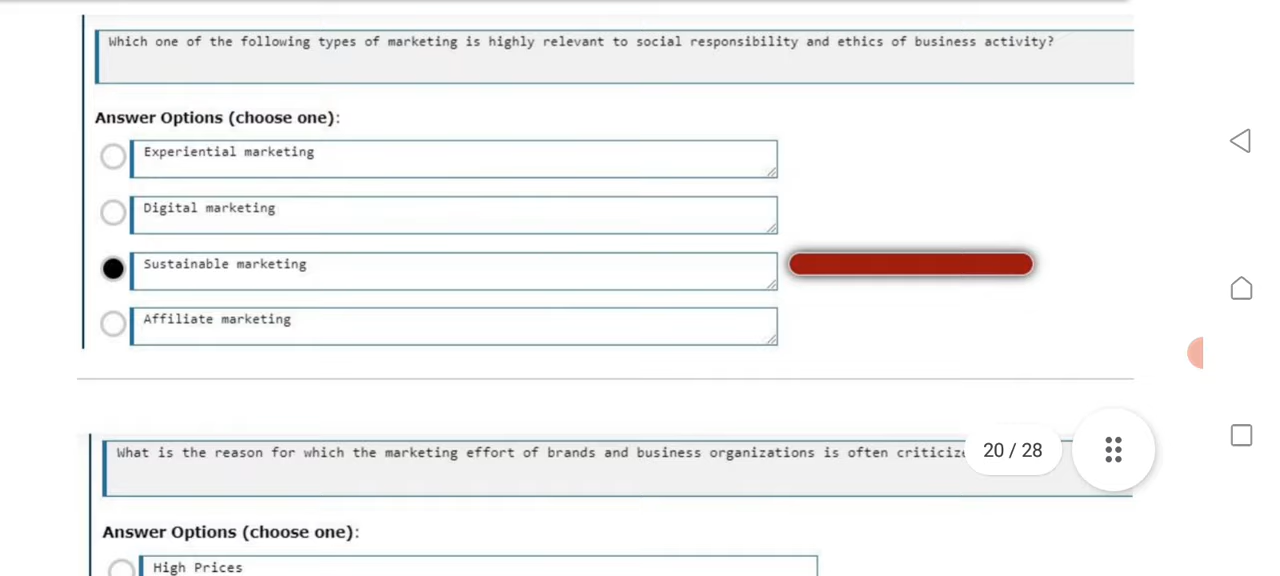 Which one of the following types of marketing is highly relevant to social responsibility and ethics of business activity?
Answer Options (choose one):
Experiential marketing
Digital marketing
Sustainable marketing
Affiliate marketing
What is the reason for which the marketing effort of brands and business organizations is often
20 / 28
Answer Options (choose one):
High Prices